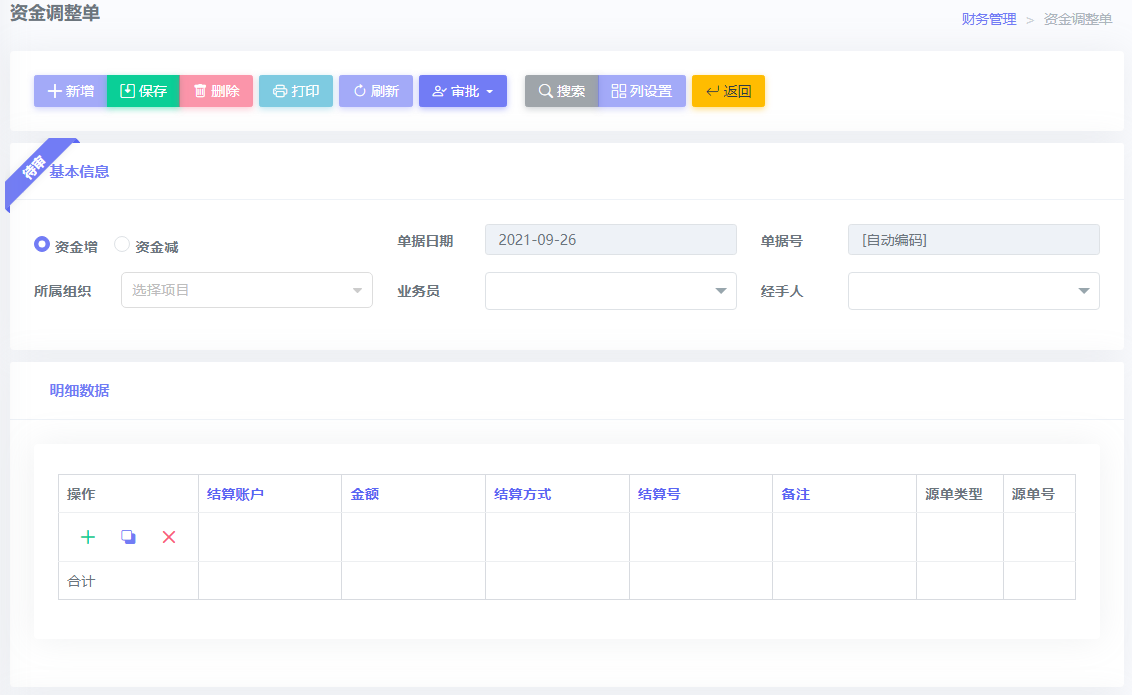 资金调整单
财务管理 > 资金调整单
新增 保存 删除 打印 刷新 审批 搜索 列设置 返回
待审
基本信息
资金增 资金减 单据日期 2021-09-26 单据号 [自动编码]
所属组织 选择项目 业务员 经手人
明细数据
操作 结算账户 金额 结算方式 结算号 备注 源单类型 源单号
合计